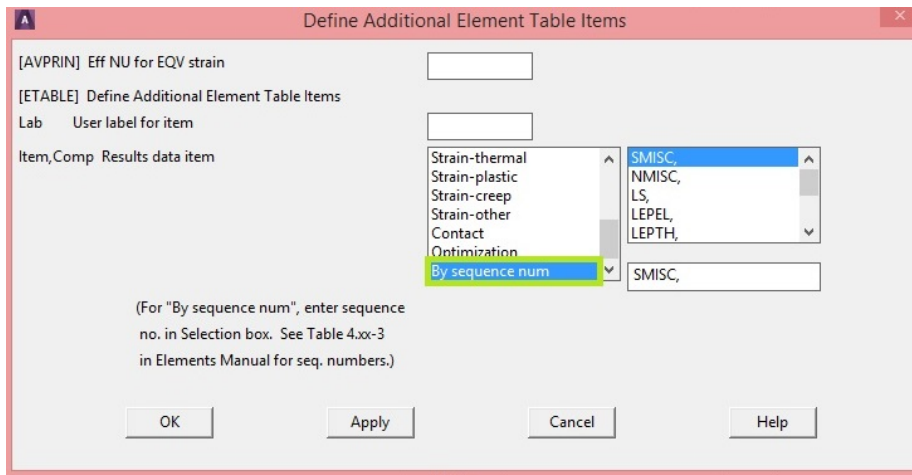 A
Define Additional Element Table Items
[AVPRIN] Eff NU for EQV strain
[ETABLE] Define Additional Element Table Items
Lab User label for item
Item,Comp Results data item
Strain-thermal
Strain-plastic
Strain-creep
Strain-other
Contact
Optimization
By sequence num
SMISC,
NMISC,
LS,
LEPEL,
LEPTH,
SMISC,
(For "By sequence num", enter sequence
no. in Selection box. See Table 4.xx-3
in Elements Manual for seq. numbers.)
OK
Apply
Cancel
Help